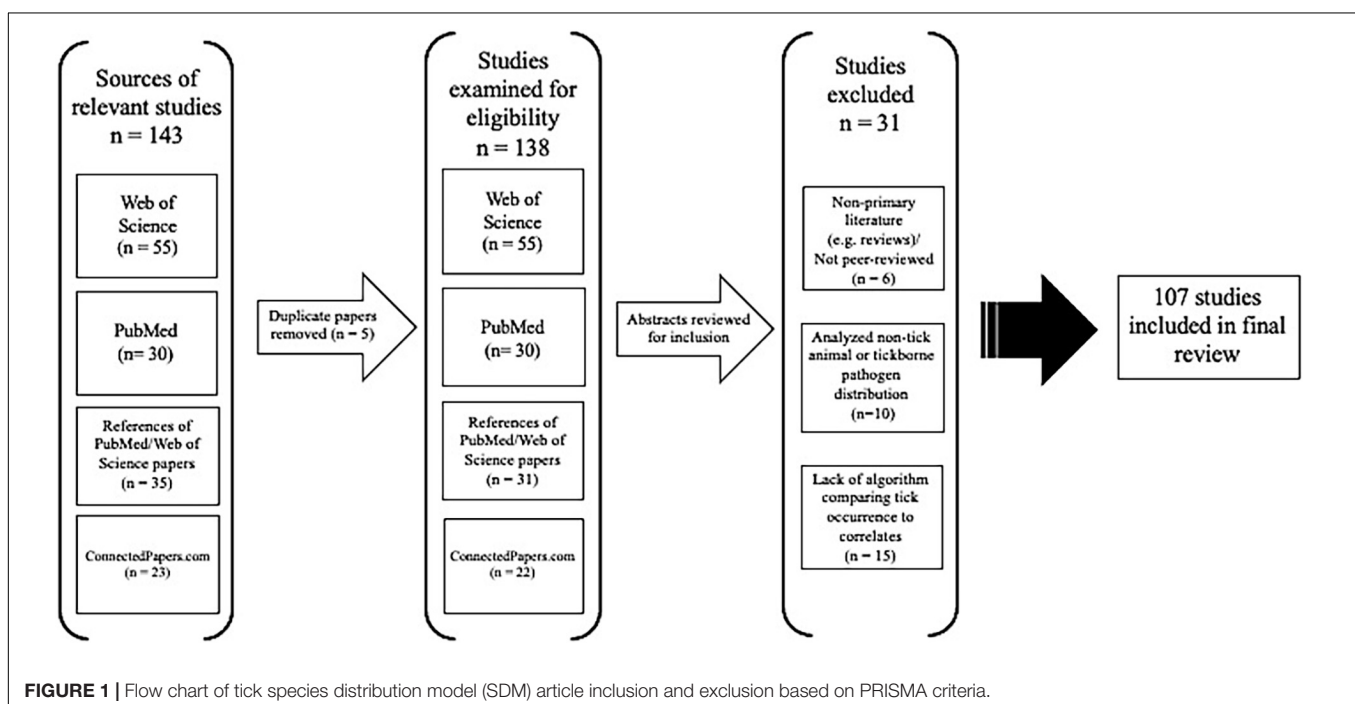 Sources of
relevant studies
n = 143
Web of
Science
(n = 55)
PubMed
(n= 30)
References of
PubMed/Web of
Science papers
(n = 35)
ConnectedPapers.com
(n = 23)
Duplicate papers
removed (n = 5)
Studies
examined for
eligibility
n = 138
Web of
Science
(n = 55)
PubMed
(n= 30)
References of
PubMed/Web of
Science papers
(n = 31)
ConnectedPapers.com
(n = 22)
Abstracts reviewed
for inclusion
Studies
excluded
n = 31
Non-primary
literature
(e.g. reviews)/
Not peer-reviewed
(n = 6)
Analyzed non-tick
animal or tickborne
pathogen
distribution
(n=10)
Lack of algorithm
comparing tick
occurrence to
correlates
(n = 15)
107 studies
included in final
review
FIGURE 1 | Flow chart of tick species distribution model (SDM) article inclusion and exclusion based on PRISMA criteria.